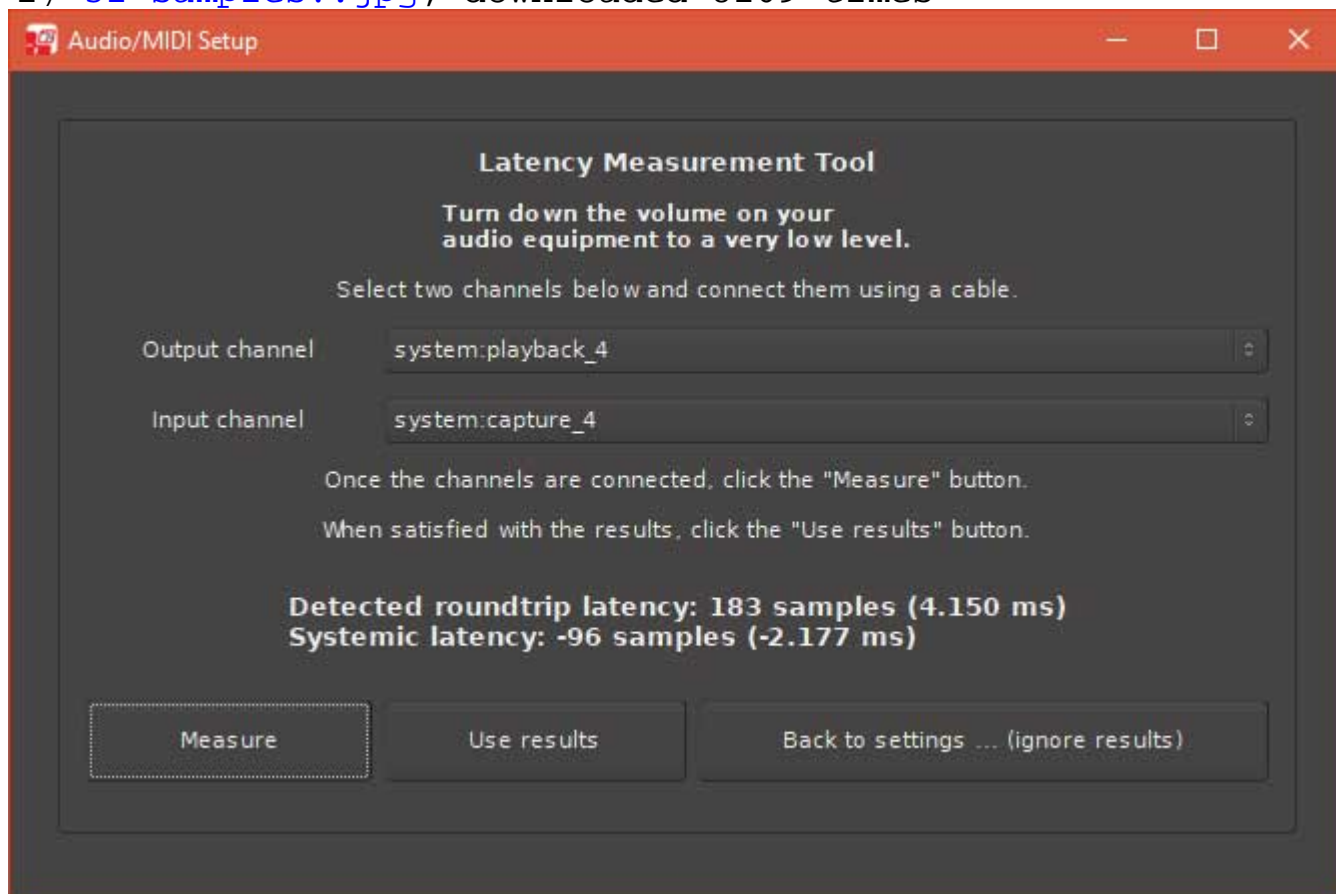 samples..jpg, downloaded times
Audio/MIDI Setup
Latency Measurement Tool
Turn down the volume on your
audio equipment to a very low level.
Select two channels below and connect them using a cable.
Output channel system:playback_4
Input channel system:capture_4
Once the channels are connected, click the "Measure" button.
When satisfied with the results, click the "Use results" button.
Detected roundtrip latency: 183 samples (4.150 ms)
Systemic latency: -96 samples (-2.177 ms)
Measure Use results Back to settings ... (ignore results)